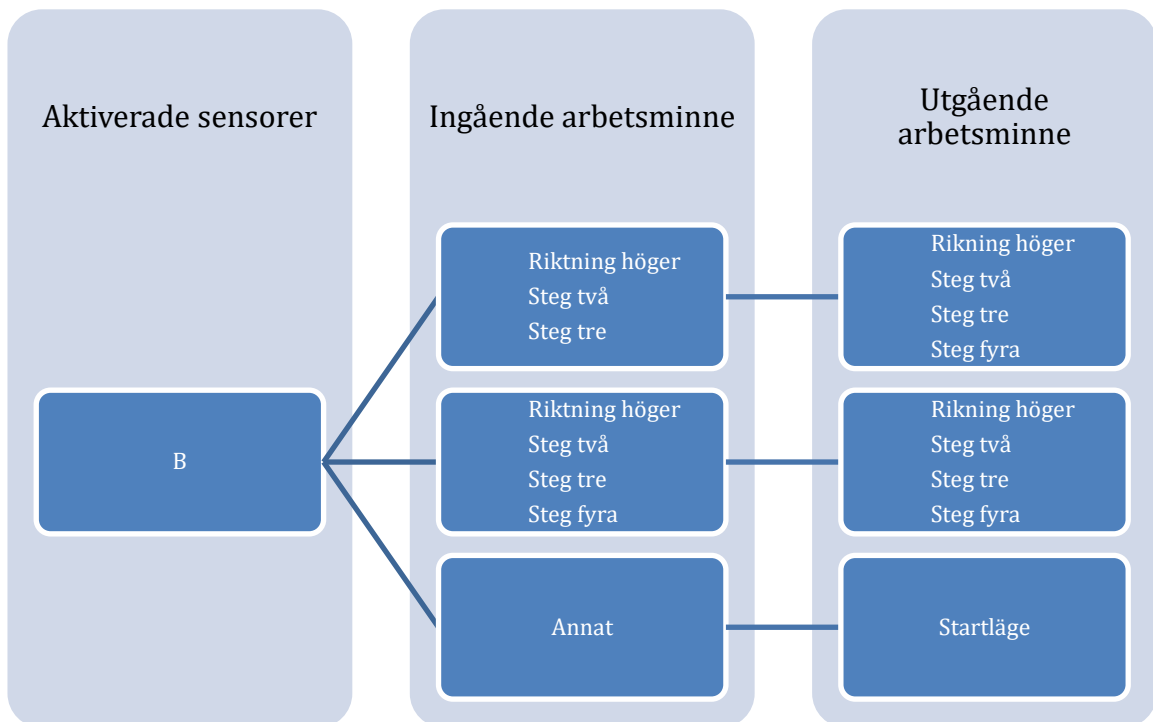 Aktiverade sensorer
Ingående arbetsminne
Utgående
arbetsminne
B
Riktning höger
Steg två
Steg tre
Rikning höger
Steg två
Steg tre
Steg fyra
Riktning höger
Steg två
Steg tre
Steg fyra
Rikning höger
Steg två
Steg tre
Steg fyra
Annat
Startläge